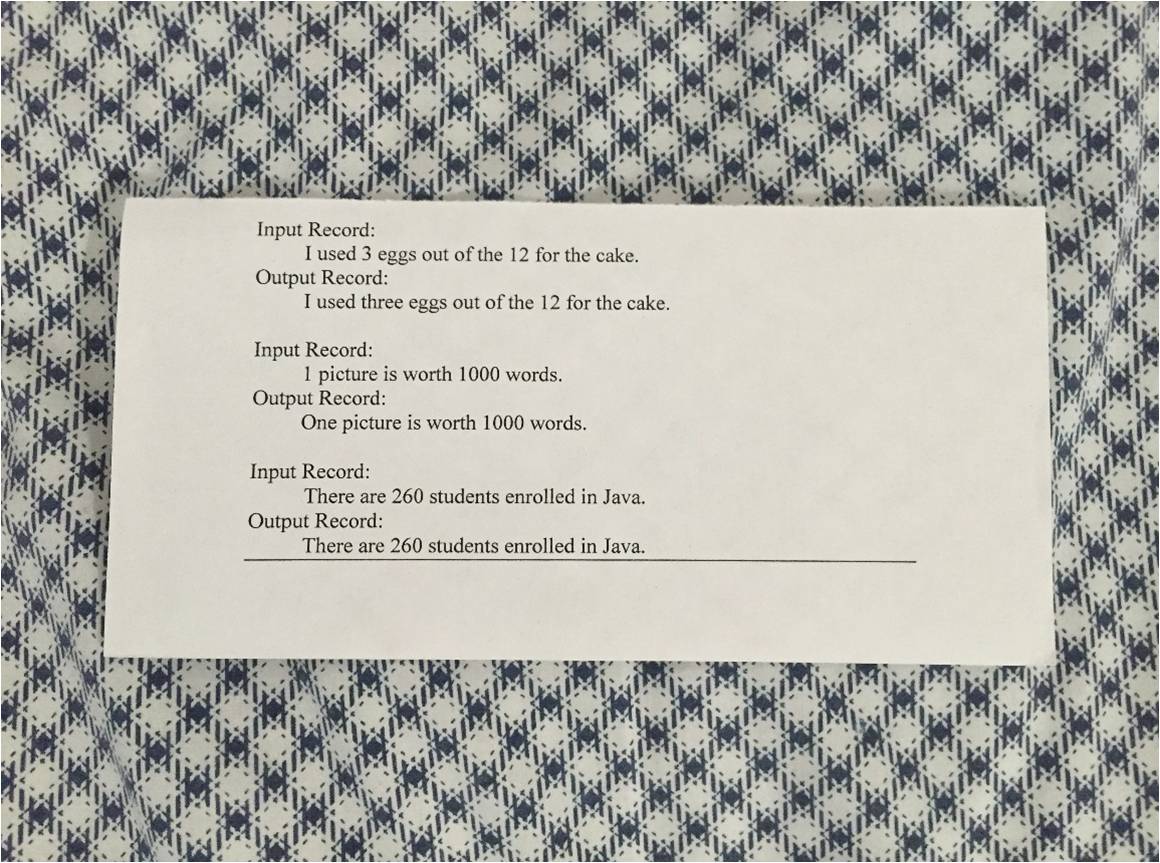 Input Record:
I used 3 eggs out of the 12 for the cake.
Output Record:
I used three eggs out of the 12 for the cake.
Input Record:
1 picture is worth 1000 words.
Output Record:
One picture is worth 1000 words.
Input Record:
There are 260 students enrolled in Java.
Output Record:
There are 260 students enrolled in Java.